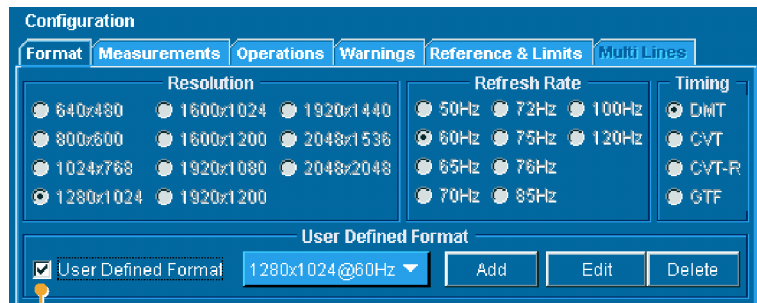 Configuration
Format Measurements Operations Warnings Reference & Limits Multi Lines
Resolution Refresh Rate Timing
640x480 1600x1024 1920x1440 50Hz 72Hz 100Hz DMT
800x600 1600x1200 2048x1536 60Hz 75Hz 120Hz CVT
1024x768 1920x1080 2048x2048 65Hz 76Hz CVT-R
1280x1024 1920x1200 70Hz 85Hz GTF
User Defined Format
User Defined Format 1280x1024@60Hz Add Edit Delete